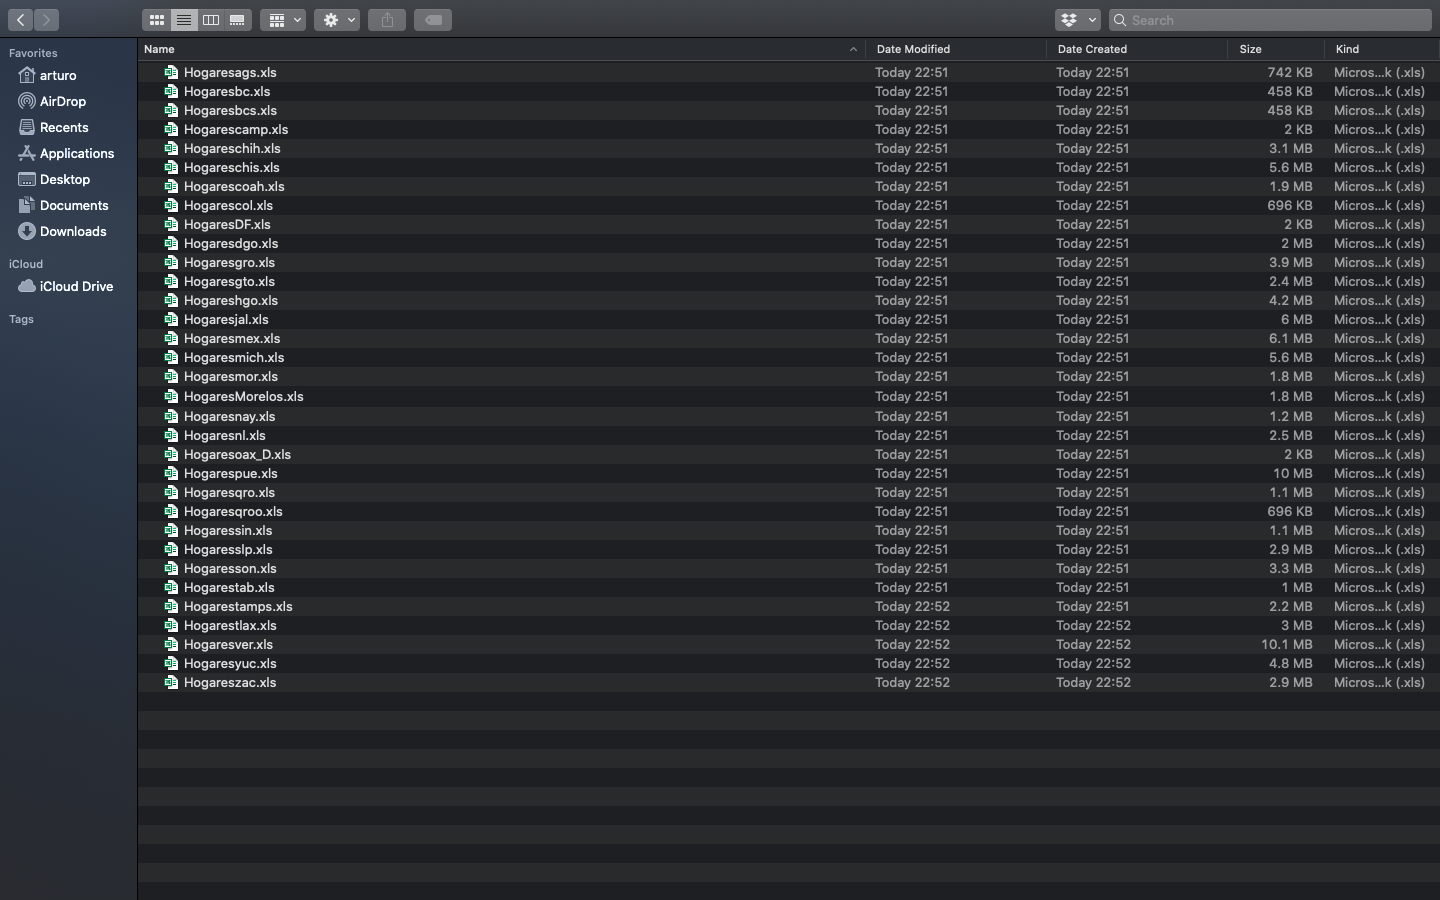 Search
Favorites
arturo
AirDrop
Recents
Applications
Desktop
Documents
Downloads
iCloud
iCloud Drive
Tags
Name Date Modified Date Created Size Kind
Hogaresags.xls Today 22:51 Today 22:51 742 KB Micros...k (.xls)
Hogaresbc.xls Today 22:51 Today 22:51 458 KB Micros...k (.xls)
Hogaresbcs.xls Today 22:51 Today 22:51 458 KB Micros...k (.xls)
Hogarescamp.xls Today 22:51 Today 22:51 2 KB Micros...k (.xls)
Hogareschih.xls Today 22:51 Today 22:51 3.1 MB Micros...k (.xls)
Hogareschis.xls Today 22:51 Today 22:51 5.6 MB Micros...k (.xls)
Hogarescoah.xls Today 22:51 Today 22:51 1.9 MB Micros...k (.xls)
Hogarescol.xls Today 22:51 Today 22:51 696 KB Micros...k (.xls)
HogaresDF.xls Today 22:51 Today 22:51 2 KB Micros...k (.xls)
Hogaresdgo.xls Today 22:51 Today 22:51 2 MB Micros...k (.xls)
Hogaresgro.xls Today 22:51 Today 22:51 3.9 MB Micros...k (.xls)
Hogaresgto.xls Today 22:51 Today 22:51 2.4 MB Micros...k (.xls)
Hogareshgo.xls Today 22:51 Today 22:51 4.2 MB Micros...k (.xls)
Hogaresjal.xls Today 22:51 Today 22:51 6 MB Micros...k (.xls)
Hogaresmex.xls Today 22:51 Today 22:51 6.1 MB Micros...k (.xls)
Hogaresmich.xls Today 22:51 Today 22:51 5.6 MB Micros...k (.xls)
Hogaresmor.xls Today 22:51 Today 22:51 1.8 MB Micros...k (.xls)
HogaresMorelos.xls Today 22:51 Today 22:51 1.8 MB Micros...k (.xls)
Hogaresnay.xls Today 22:51 Today 22:51 1.2 MB Micros...k (.xls)
Hogaresnl.xls Today 22:51 Today 22:51 2.5 MB Micros...k (.xls)
Hogaresoax_D.xls Today 22:51 Today 22:51 2 KB Micros...k (.xls)
Hogarespue.xls Today 22:51 Today 22:51 10 MB Micros...k (.xls)
Hogaresqro.xls Today 22:51 Today 22:51 1.1 MB Micros...k (.xls)
Hogaresqroo.xls Today 22:51 Today 22:51 696 KB Micros...k (.xls)
Hogaressin.xls Today 22:51 Today 22:51 1.1 MB Micros...k (.xls)
Hogaresslp.xls Today 22:51 Today 22:51 2.9 MB Micros...k (.xls)
Hogaresson.xls Today 22:51 Today 22:51 3.3 MB Micros...k (.xls)
Hogarestab.xls Today 22:51 Today 22:51 1 MB Micros...k (.xls)
Hogarestamps.xls Today 22:52 Today 22:51 2.2 MB Micros...k (.xls)
Hogarestlax.xls Today 22:52 Today 22:52 3 MB Micros...k (.xls)
Hogaresver.xls Today 22:52 Today 22:52 10.1 MB Micros...k (.xls)
Hogaresyuc.xls Today 22:52 Today 22:52 4.8 MB Micros...k (.xls)
Hogareszac.xls Today 22:52 Today 22:52 2.9 MB Micros...k (.xls)